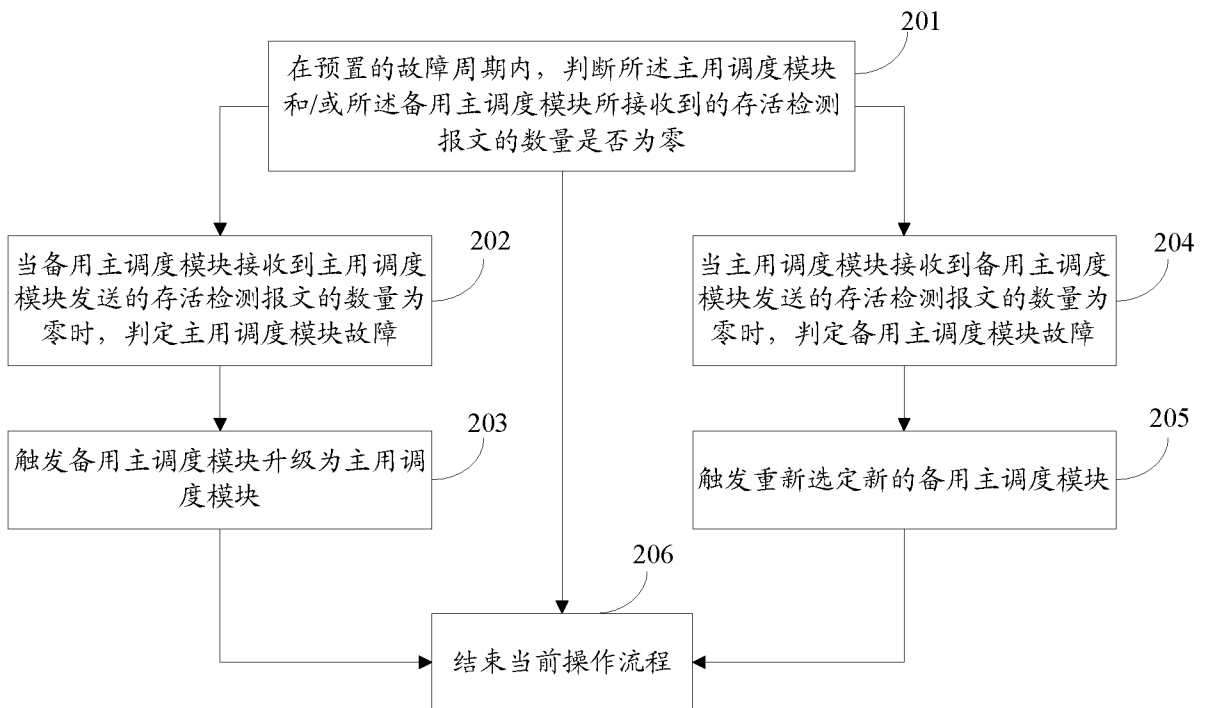 201
在预置的故障周期内，判断所述主用调度模块
和/或所述备用主调度模块所接收到的存活检测
报文的数量是否为零
202
当备用主调度模块接收到主用调度
模块发送的存活检测报文的数量为
零时，判定主用调度模块故障
204
当主用调度模块接收到备用主调度
模块发送的存活检测报文的数量为
零时，判定备用主调度模块故障
203
触发备用主调度模块升级为主用调
度模块
205
触发重新选定新的备用主调度模块
206
结束当前操作流程